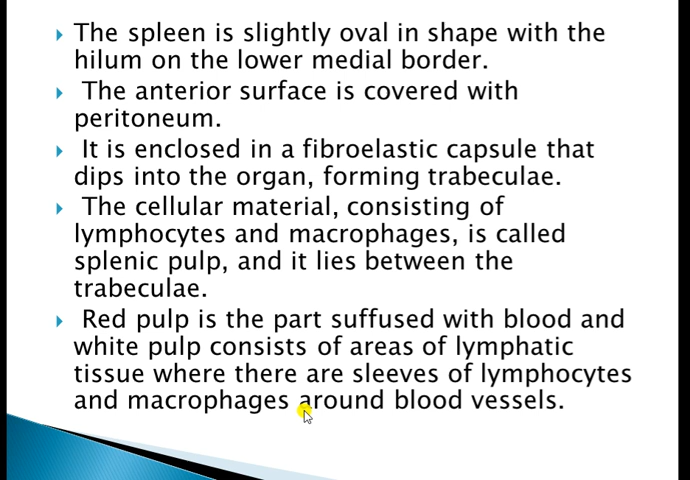 The spleen is slightly oval in shape with the
hilum on the lower medial border.
The anterior surface is covered with
peritoneum.
It is enclosed in a fibroelastic capsule that
dips into the organ, forming trabeculae.
The cellular material, consisting of
lymphocytes and macrophages, is called
splenic pulp, and it lies between the
trabeculae.
Red pulp is the part suffused with blood and
white pulp consists of areas of lymphatic
tissue where there are sleeves of lymphocytes
and macrophages around blood vessels.